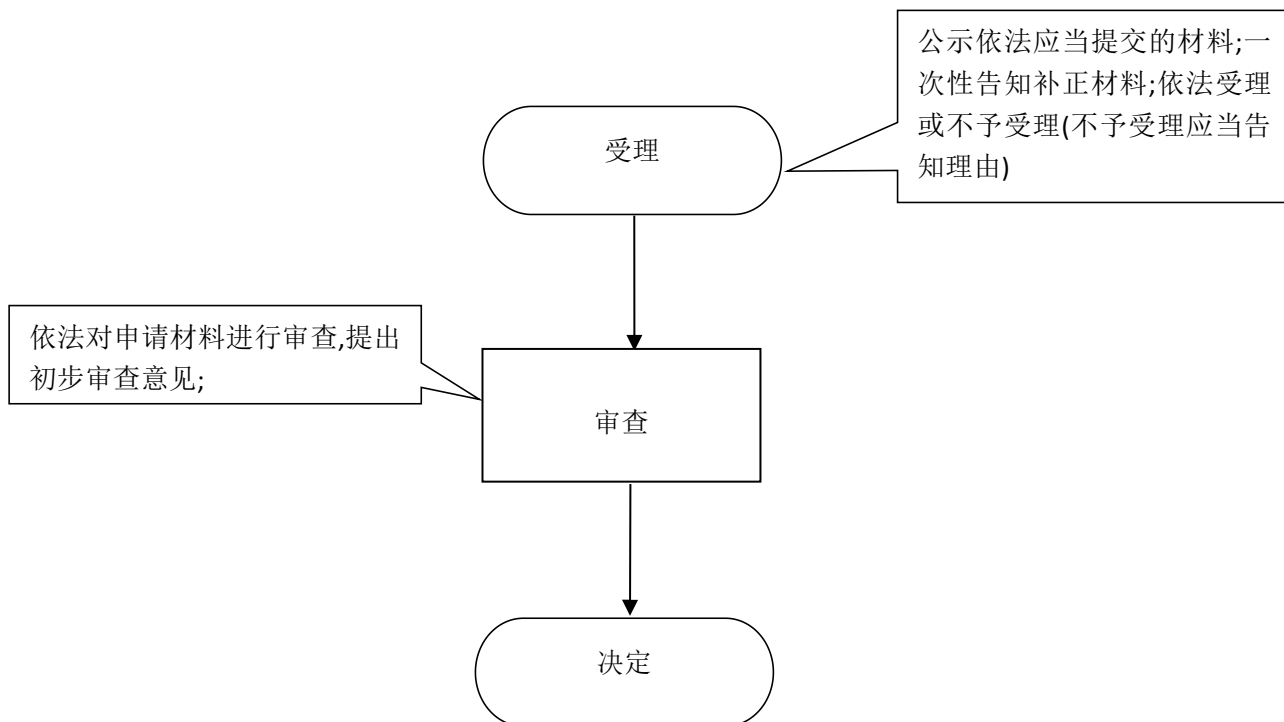 公示依法应当提交的材料;一
次性告知补正材料;依法受理
或不予受理(不予受理应当告
知理由)
受理
依法对申请材料进行审查,提出
初步审查意见;
审查
决定